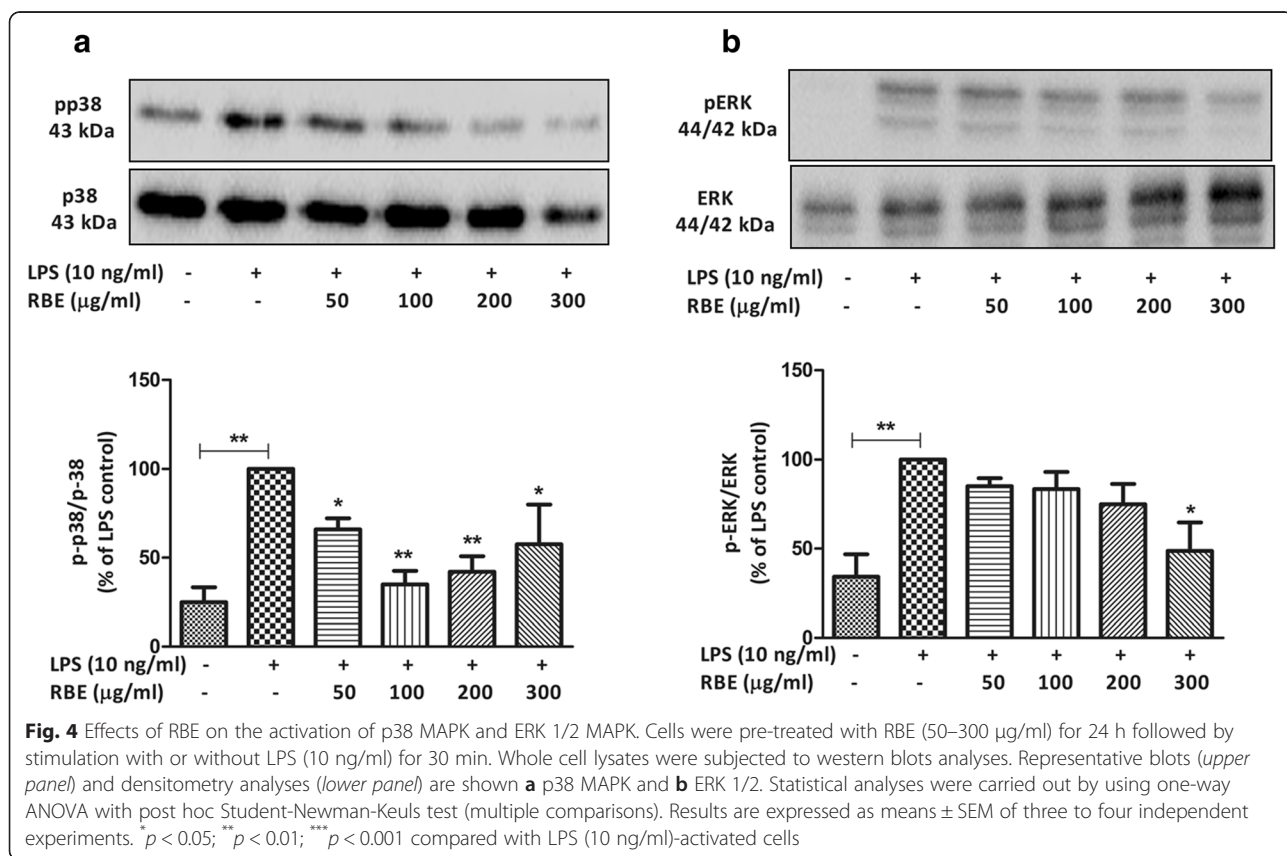 a
pp38
43 kDa
p38
43 kDa
LPS (10 ng/ml) - + + + + +
RBE (µg/ml) - - 50 100 200 300
150
100
50
0
p-p38/p-38
(% of LPS control)
**
*
**
**
*
LPS (10 ng/ml) - + + + + +
RBE (µg/ml) - - 50 100 200 300
b
pERK
44/42 kDa
ERK
44/42 kDa
LPS (10 ng/ml) - + + + + +
RBE (µg/ml) - - 50 100 200 300
150
100
50
0
p-ERK/ERK
(% of LPS control)
**
*
LPS (10 ng/ml) - + + + + +
RBE (µg/ml) - - 50 100 200 300
Fig. 4 Effects of RBE on the activation of p38 MAPK and ERK 1/2 MAPK. Cells were pre-treated with RBE (50–300 µg/ml) for 24 h followed by
stimulation with or without LPS (10 ng/ml) for 30 min. Whole cell lysates were subjected to western blots analyses. Representative blots (upper
panel) and densitometry analyses (lower panel) are shown a p38 MAPK and b ERK 1/2. Statistical analyses were carried out by using one-way
ANOVA with post hoc Student-Newman-Keuls test (multiple comparisons). Results are expressed as means ± SEM of three to four independent
experiments. *p < 0.05; **p < 0.01; ***p < 0.001 compared with LPS (10 ng/ml)-activated cells